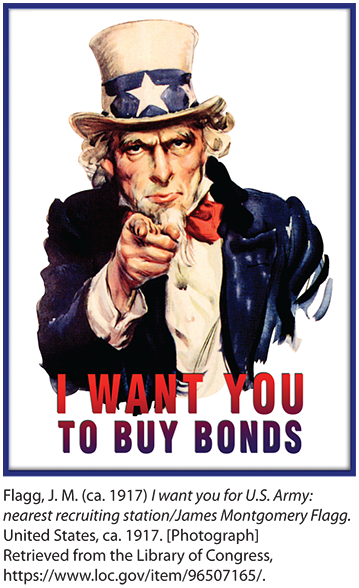 I WANT YOU
TO BUY BONDS
Flagg, J. M. (ca. 1917) I want you for U.S. Army:
nearest recruiting station/James Montgomery Flagg.
United States, ca. 1917. [Photograph]
Retrieved from the Library of Congress,
https://www.loc.gov/item/96507165/.